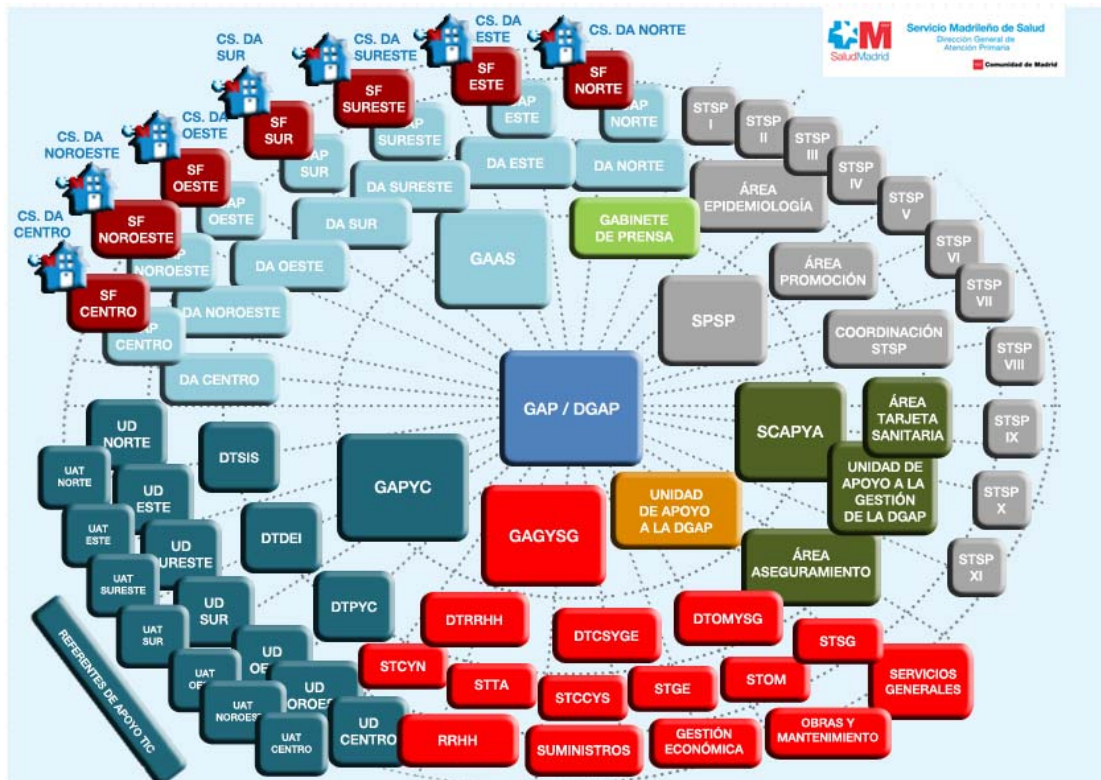 CS. DA
SUR
CS. DA
SURESTE
CS. DA
ESTE
CS. DA NORTE
SaludMadrid
Servicio Madrileño de Salud
Dirección General de
Atención Primaria
Comunidad de Madrid
CS. DA
OESTE
CS. DA
NOROESTE
CS. DA
CENTRO
SF
CENTRO
SF
NOROESTE
SF
OESTE
SF
SUR
SF
SURESTE
SF
ESTE
SF
NORTE
AP
CENTRO
AP
NOROESTE
AP
OESTE
AP
SUR
AP
SURESTE
AP
ESTE
AP
NORTE
DA CENTRO
DA NOROESTE
DA OESTE
DA SUR
DA SURESTE
DA ESTE
DA NORTE
GAAS
GABINETE
DE PRENSA
STSP
I
STSP
II
STSP
III
STSP
IV
STSP
V
STSP
VI
STSP
VII
STSP
VIII
STSP
IX
STSP
X
STSP
XI
ÁREA
EPIDEMIOLOGÍA
ÁREA
PROMOCIÓN
COORDINACIÓN
STSP
SPSP
GAP / DGAP
SCAPYA
ÁREA
TARJETA
SANITARIA
UNIDAD DE
APOYO A LA
GESTIÓN
DE LA DGAP
ÁREA
ASEGURAMIENTO
UNIDAD
DE APOYO
A LA DGAP
GAPYC
GAGYSG
DTSIS
DTDEI
DTPYC
UD
NORTE
UD
ESTE
UD
SURESTE
UD
SUR
UD
OE
UD
OROES
UD
CENTRO
UAT
NORTE
UAT
ESTE
UAT
SURESTE
UAT
SUR
UAT
OE
UAT
NOROES
UAT
CENTRO
REFERENTES DE APOYO TIC
DTRRHH
DTCSYGE
DTOMYSG
STCYN
STTA
STCCYS
STGE
STOM
STSG
RRHH
SUMINISTROS
GESTIÓN
ECONÓMICA
OBRAS Y
MANTENIMIENTO
SERVICIOS
GENERALES